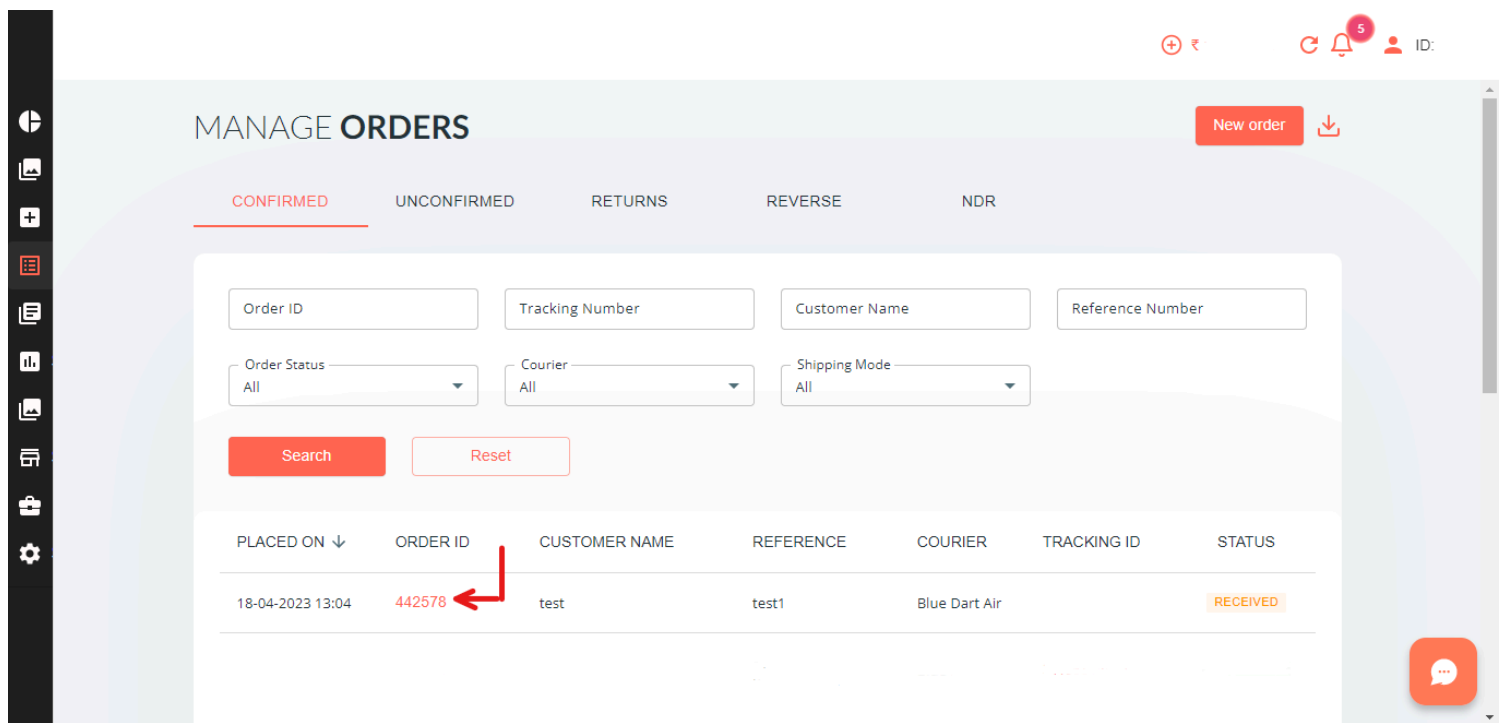 5
₹
ID:
MANAGE ORDERS
New order
CONFIRMED UNCONFIRMED RETURNS REVERSE NDR
Order ID Tracking Number Customer Name Reference Number
Order Status Courier Shipping Mode
All All All
Search Reset
PLACED ON ORDER ID CUSTOMER NAME REFERENCE COURIER TRACKING ID STATUS
18-04-2023 13:04 442578 test test1 Blue Dart Air RECEIVED